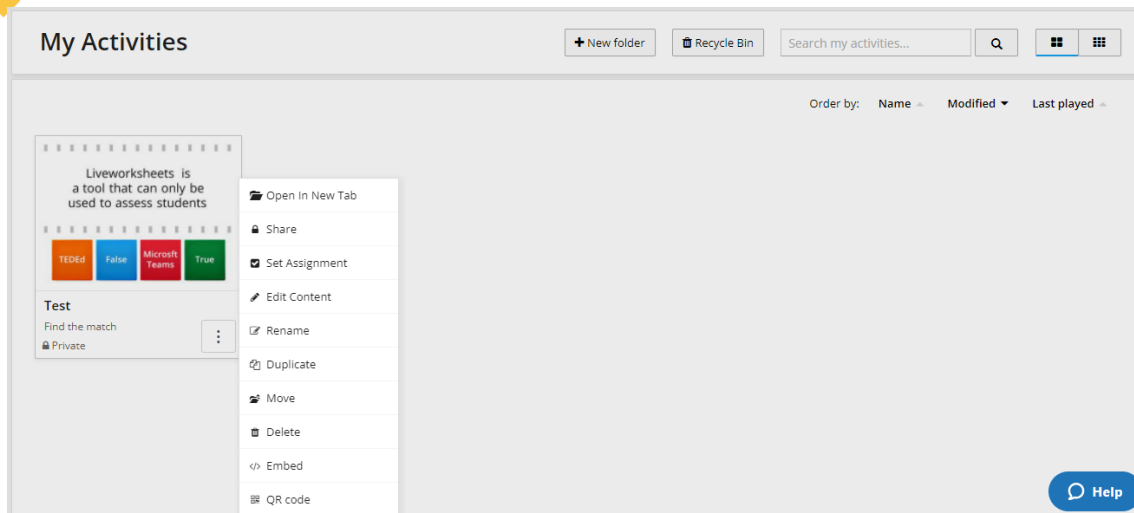 My Activities
New folder
Recycle Bin
Search my activities...
Order by: Name Modified Last played
Liveworksheets is
a tool that can only be
used to assess students
TEDEd
False
Microsft
Teams
True
Test
Find the match
Private
Open In New Tab
Share
Set Assignment
Edit Content
Rename
Duplicate
Move
Delete
Embed
QR code
Help